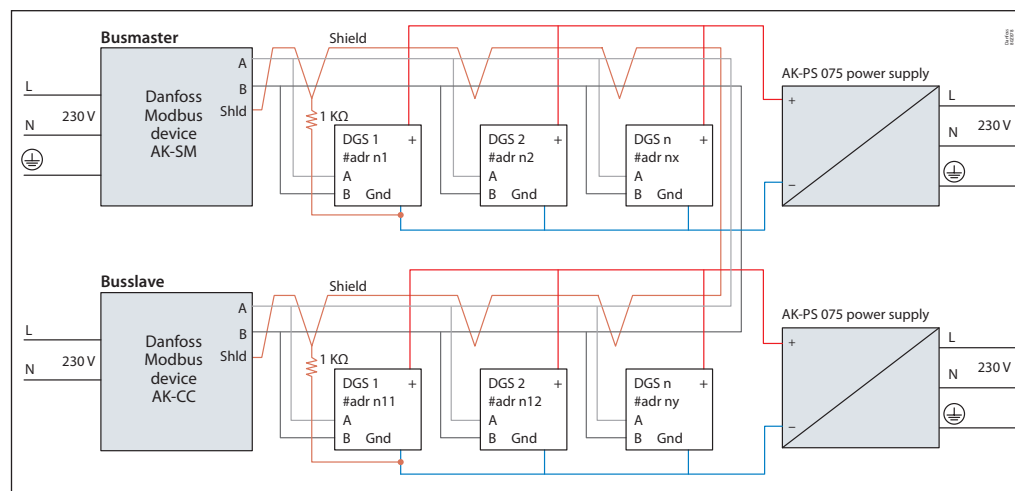 Busmaster
Danfoss
Modbus
device
AK-SM
A
B
Shld
L
N
230 V
Shield
1 KΩ
DGS 1 +
#adr n1
A
B Gnd
DGS 2 +
#adr n2
A
B Gnd
DGS n +
#adr nx
A
B Gnd
AK-PS 075 power supply
+
−
L
N
230 V
Danfoss
Busslave
Danfoss
Modbus
device
AK-CC
A
B
Shld
L
N
230 V
Shield
1 KΩ
DGS 1 +
#adr n11
A
B Gnd
DGS 2 +
#adr n12
A
B Gnd
DGS n +
#adr ny
A
B Gnd
AK-PS 075 power supply
+
−
L
N
230 V